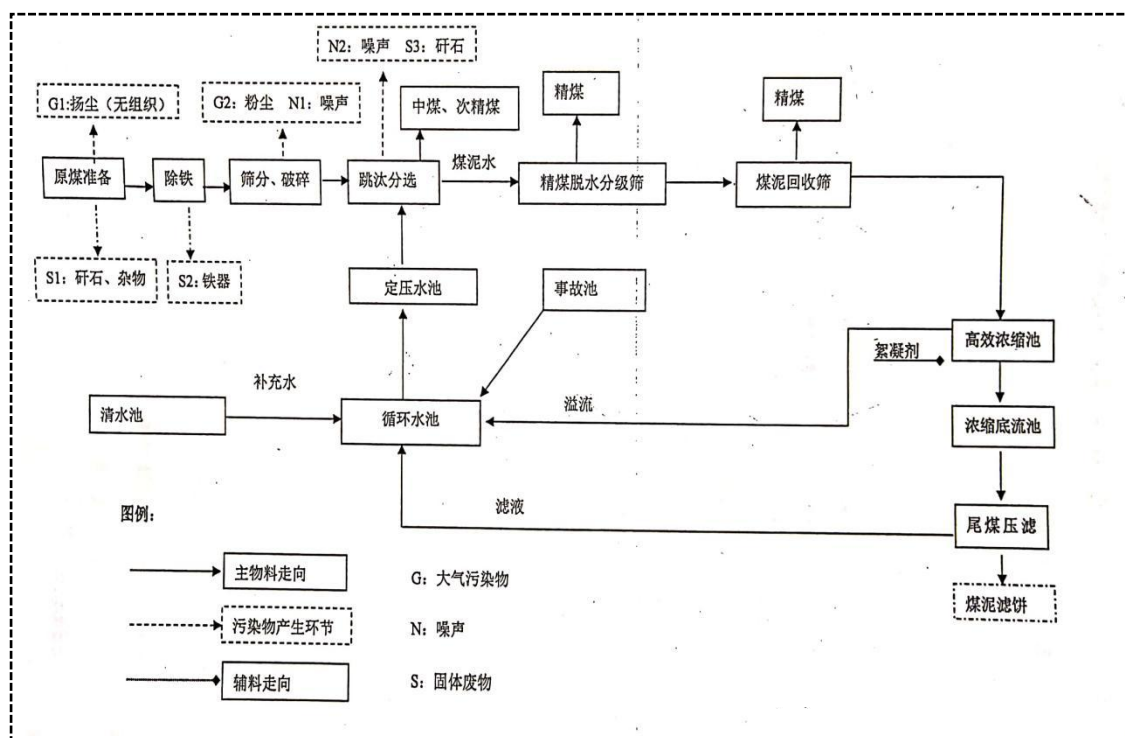 N2：噪声 S3：矸石
G1:扬尘（无组织）
G2：粉尘 N1：噪声
中煤、次精煤
精煤
精煤
原煤准备
除铁
筛分、破碎
跳汰分选
煤泥水
精煤脱水分级筛
煤泥回收筛
S1：矸石、杂物
S2：铁器
定压水池
事故池
高效浓缩池
絮凝剂
补充水
清水池
循环水池
溢流
浓缩底流池
滤液
尾煤压滤
煤泥滤饼
图例：
主物料走向
G：大气污染物
污染物产生环节
N：噪声
辅料走向
S：固体废物